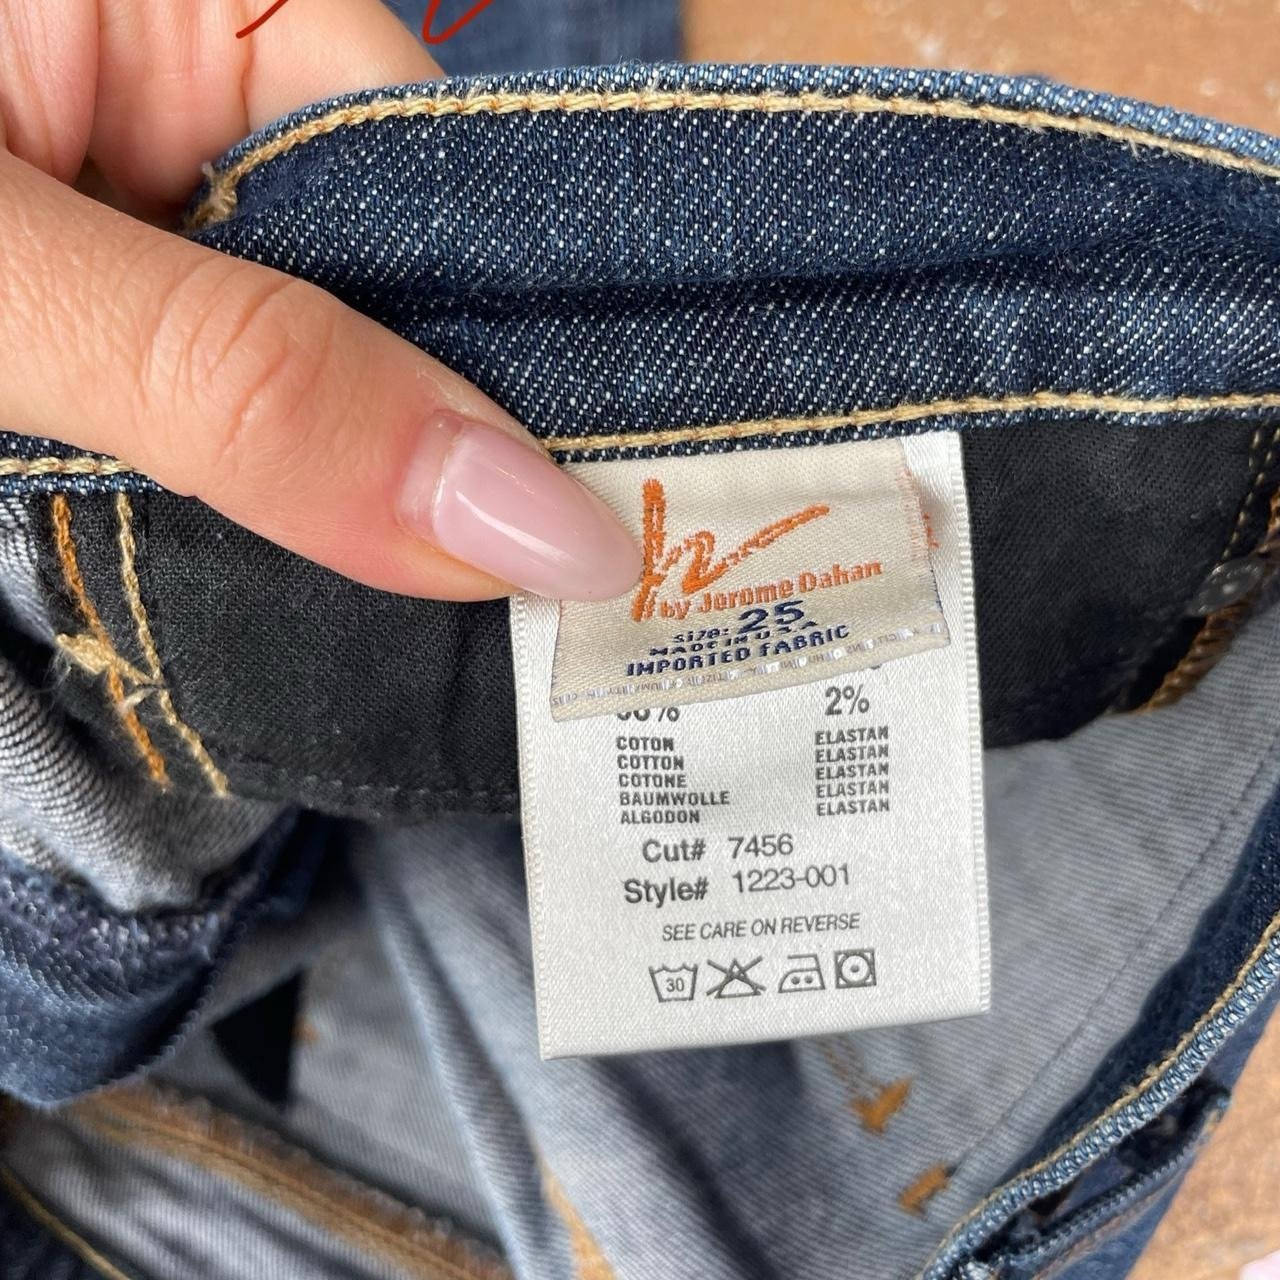 by Jerome Dahan
SIZE: 25
MADE IN U.S.A
IMPORTED FABRIC
2%
COTON
COTTON
COTONE
BAUMWOLLE
ALGODON
ELASTAN
ELASTAN
ELASTAN
ELASTAN
ELASTAN
Cut# 7456
Style# 1223-001
SEE CARE ON REVERSE
30